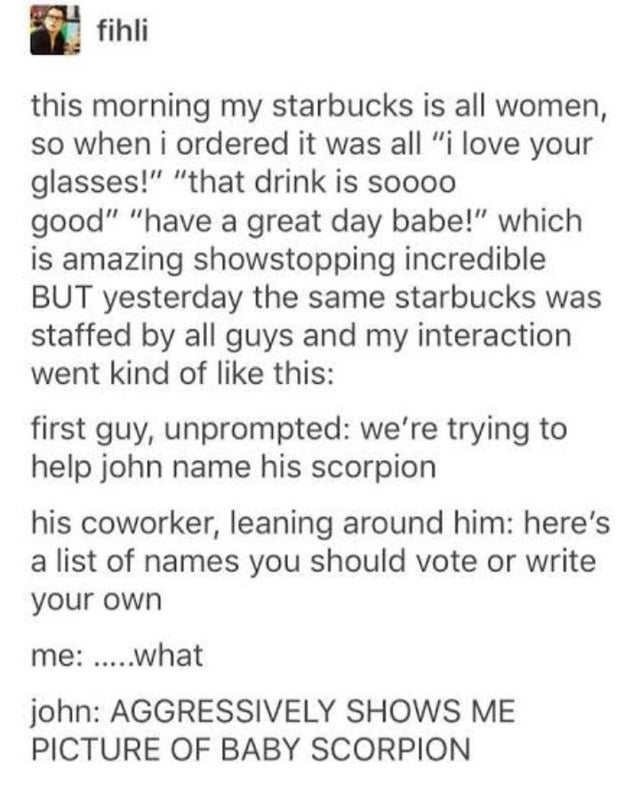 fihli
this morning my starbucks is all women,
so when i ordered it was all “i love your
glasses!” “that drink is soooo
good” “have a great day babe!” which
is amazing showstopping incredible
BUT yesterday the same starbucks was
staffed by all guys and my interaction
went kind of like this:
first guy, unprompted: we’re trying to
help john name his scorpion
his coworker, leaning around him: here’s
a list of names you should vote or write
your own
me: .....what
john: AGGRESSIVELY SHOWS ME
PICTURE OF BABY SCORPION